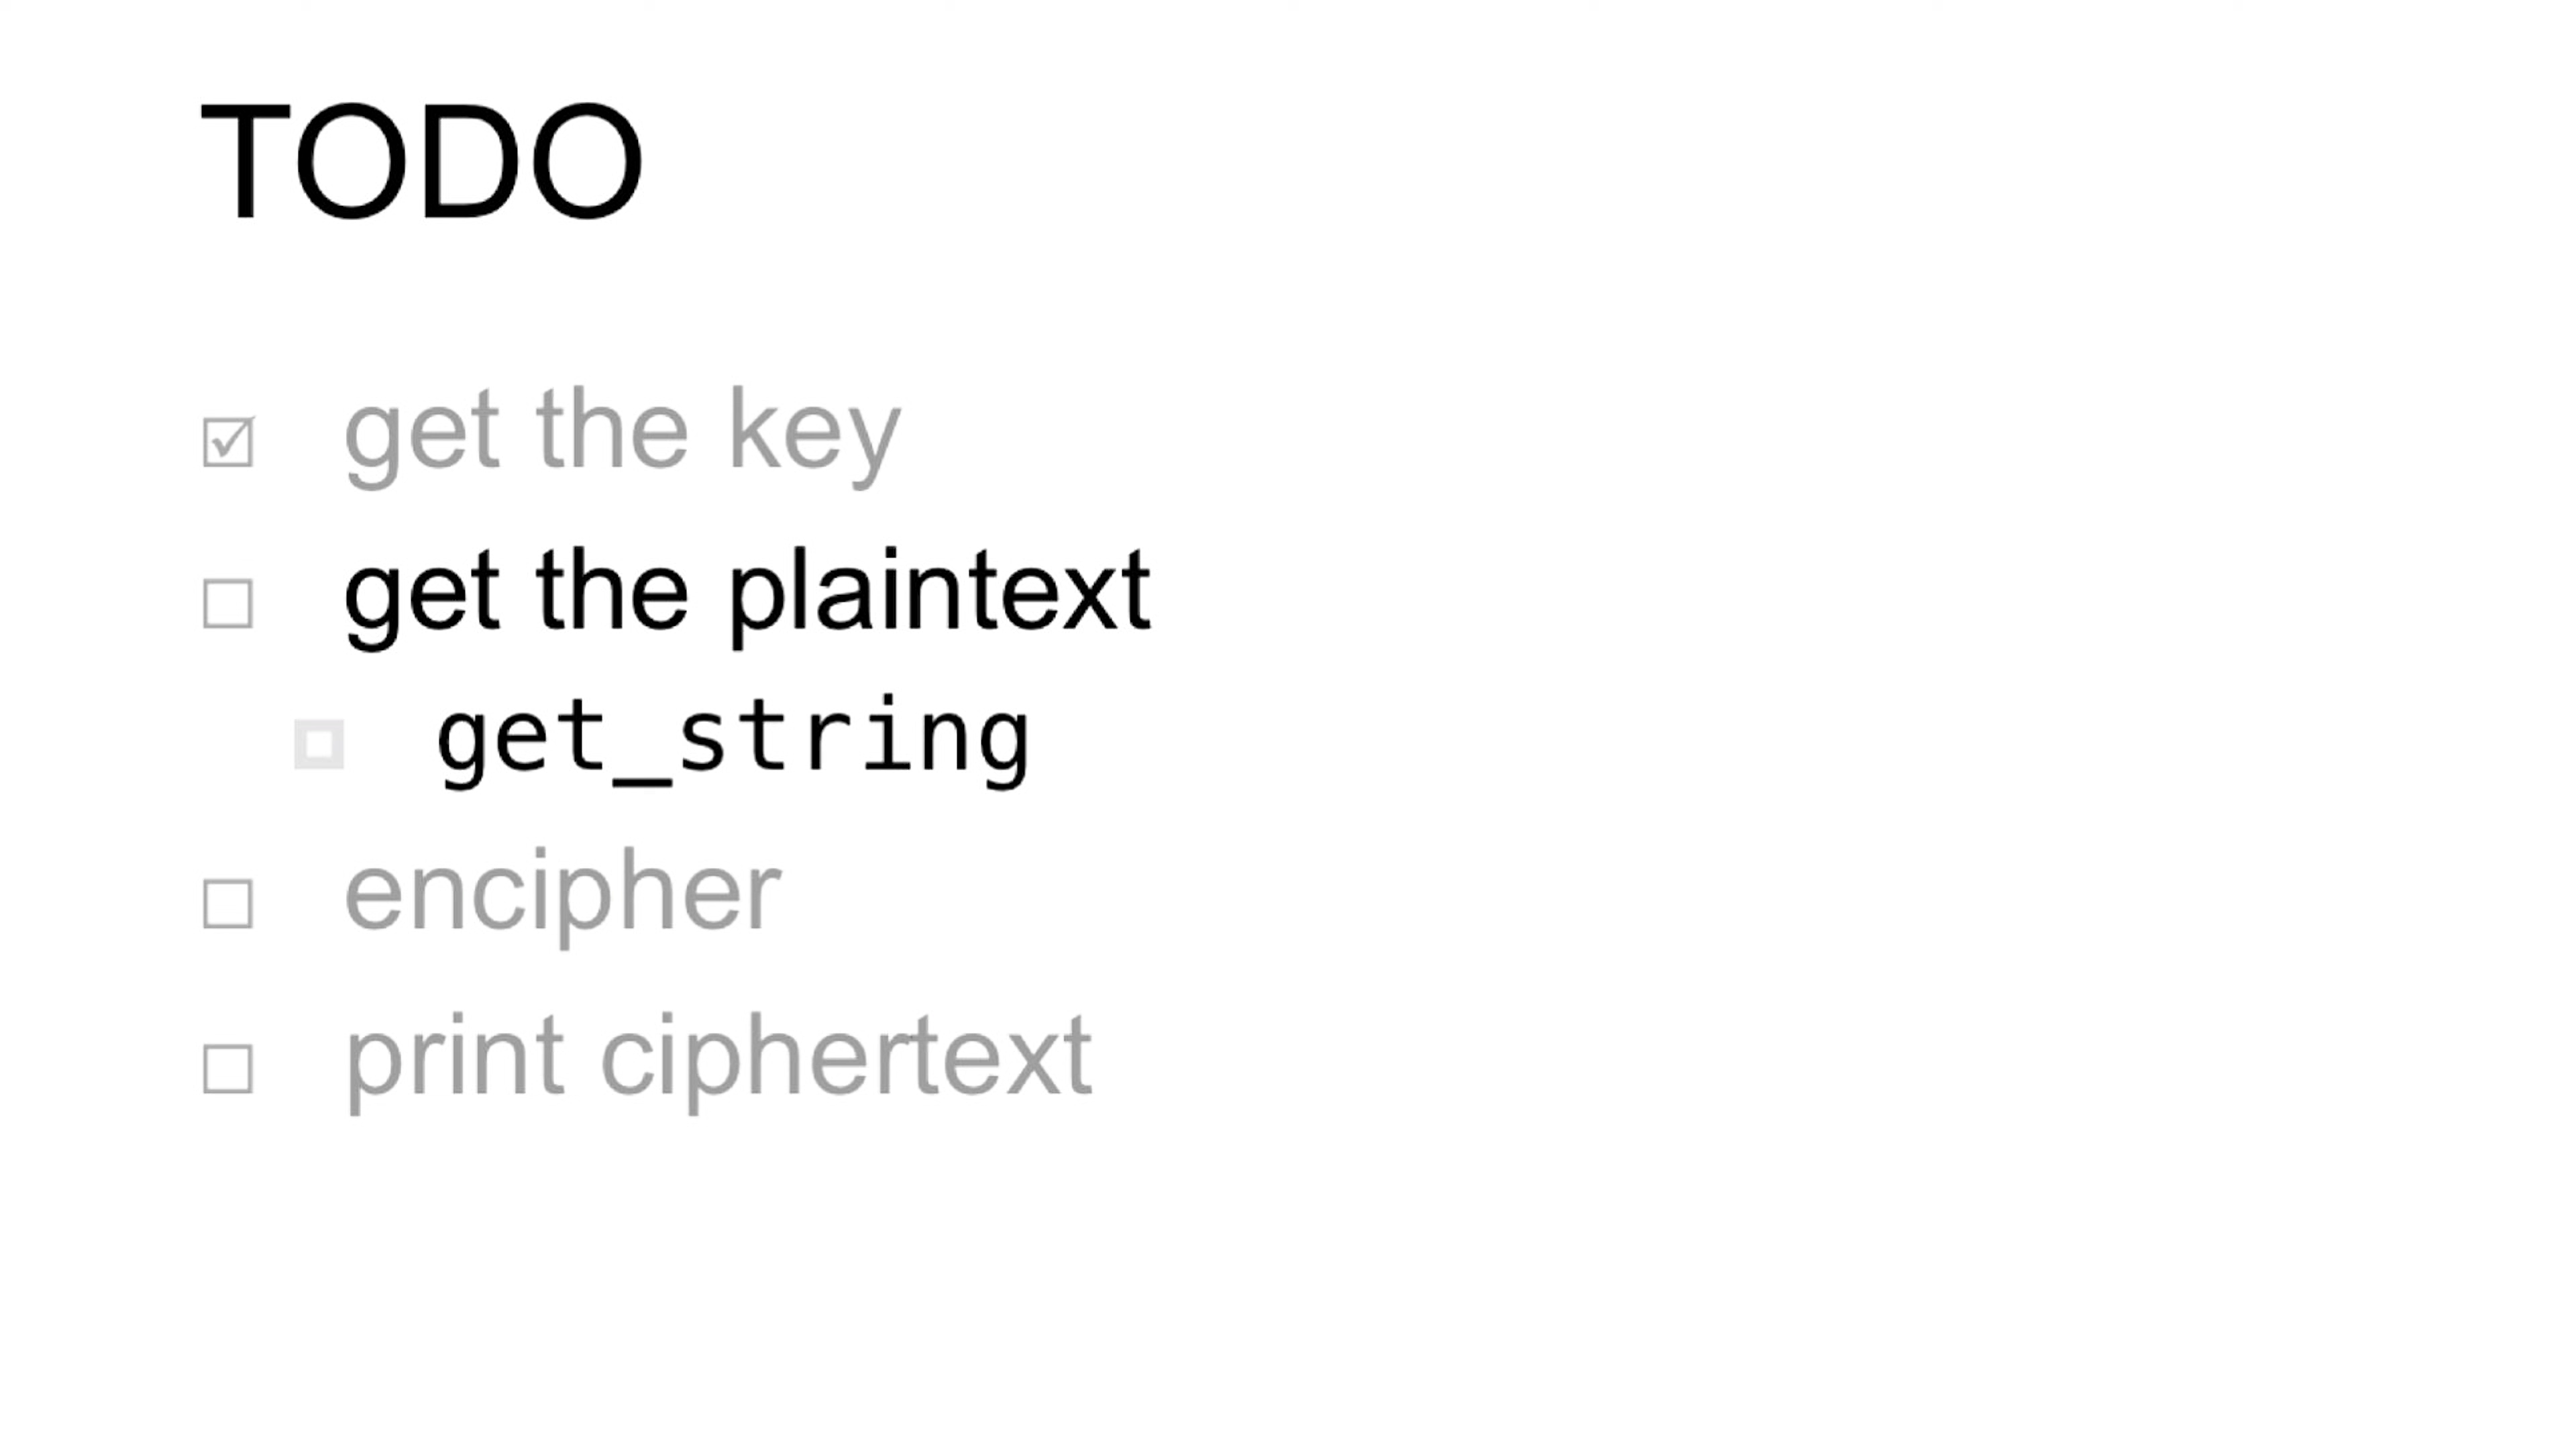 TODO
get the key
get the plaintext
get_string
encipher
print ciphertext